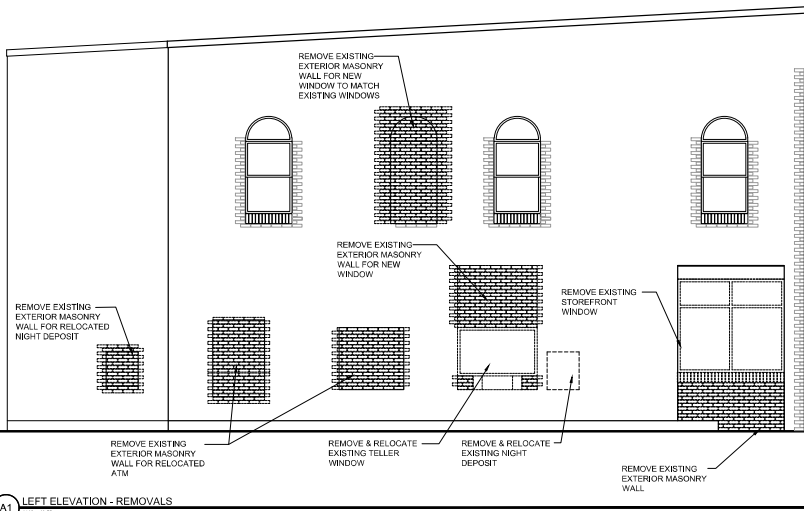 REMOVE EXISTING
EXTERIOR MASONRY
WALL FOR NEW
WINDOW TO MATCH
EXISTING WINDOWS
REMOVE EXISTING
EXTERIOR MASONRY
WALL FOR NEW
WINDOW
REMOVE EXISTING
STOREFRONT
WINDOW
REMOVE EXISTING
EXTERIOR MASONRY
WALL FOR RELOCATED
NIGHT DEPOSIT
REMOVE EXISTING
EXTERIOR MASONRY
WALL FOR RELOCATED
ATM
REMOVE & RELOCATE
EXISTING TELLER
WINDOW
REMOVE & RELOCATE
EXISTING NIGHT
DEPOSIT
REMOVE EXISTING
EXTERIOR MASONRY
WALL
A1
LEFT ELEVATION - REMOVALS